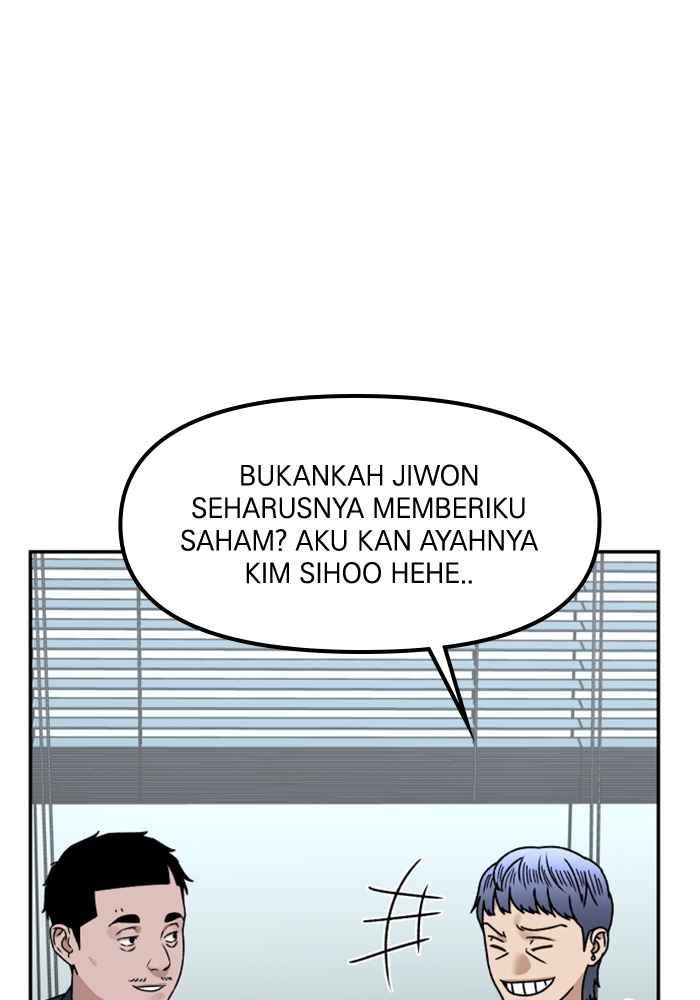 BUKANKAH JIWON
SEHARUSNYA MEMBERIKU
SAHAM? AKU KAN AYAHNYA
KIM SIHOO HEHE..